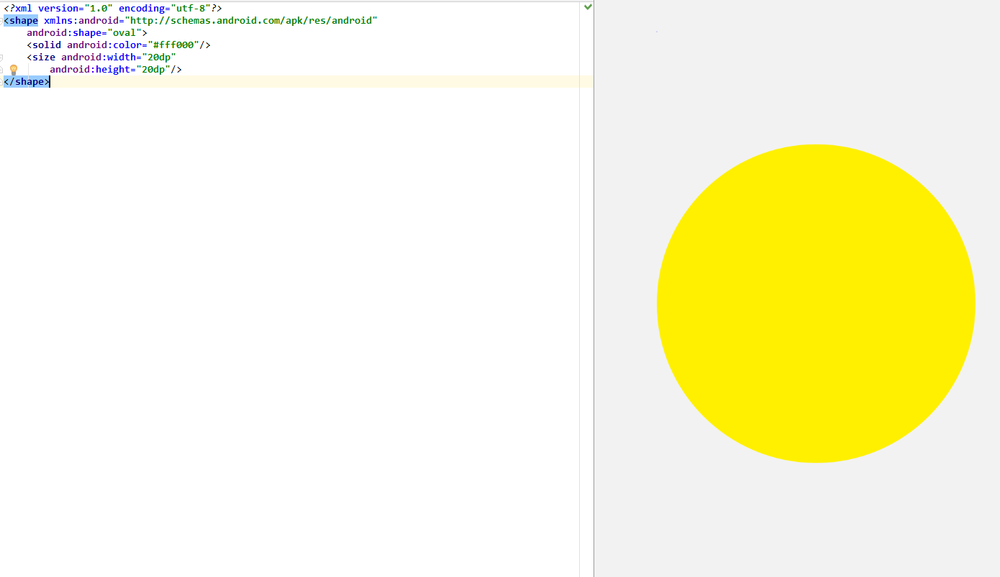 <?xml version="1.0" encoding="utf-8"?>
<shape xmlns:android="http://schemas.android.com/apk/res/android"
    android:shape="oval">
    <solid android:color="#fff000"/>
    <size android:width="20dp"
        android:height="20dp"/>
</shape>